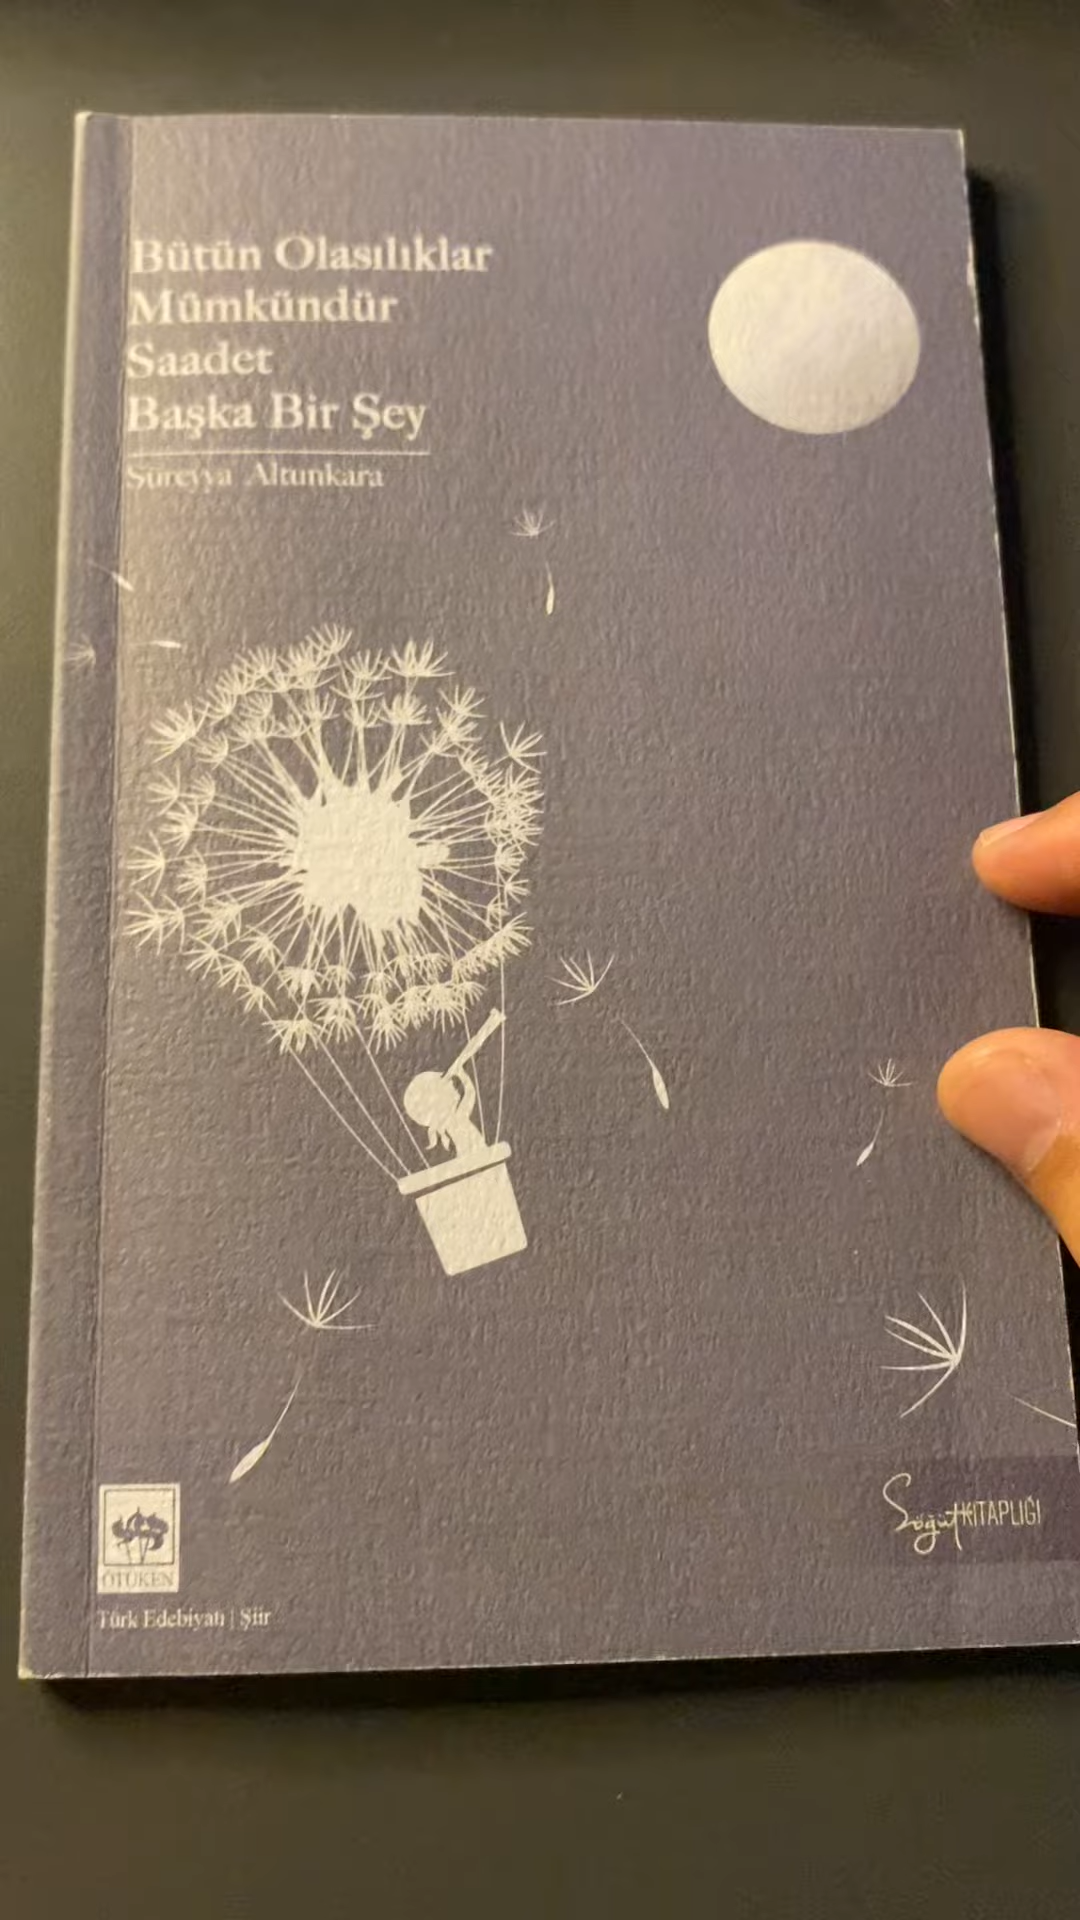 Bütün Olasılıklar
Mümkündür
Saadet
Başka Bir Şey
Süreyya Altunkara
Söğüt KİTAPLIĞI
ÖTÜKEN
Türk Edebiyatı | Şiir